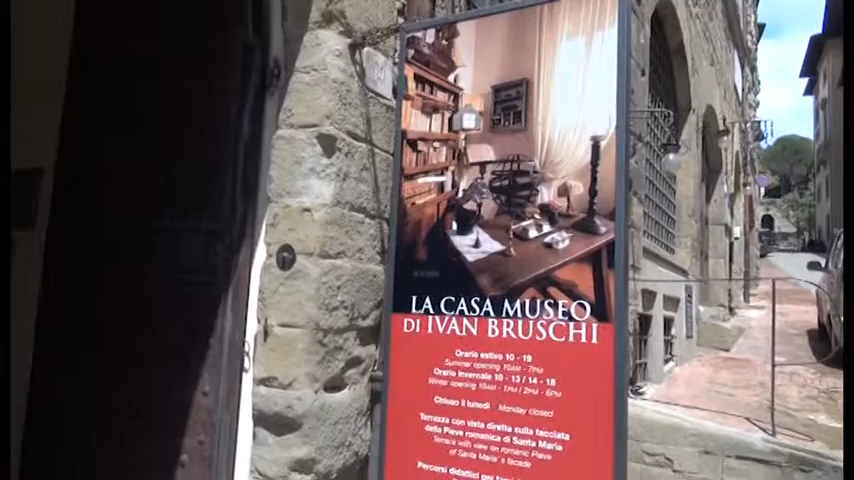 LA CASA MUSEO
DI IVAN BRUSCHI
Orario estivo 10 - 19
Summer opening 10AM - 7PM
Orario invernale 10 - 13 / 14 - 18
Summer opening 10AM - 1PM / 2PM - 6PM
Chiuso il lunedì Monday closed
Terrazza con vista diretta sulla facciata
della Pieve romanica di Santa Maria
Terrace with view on romanic Pieve
of Santa Maria's facade